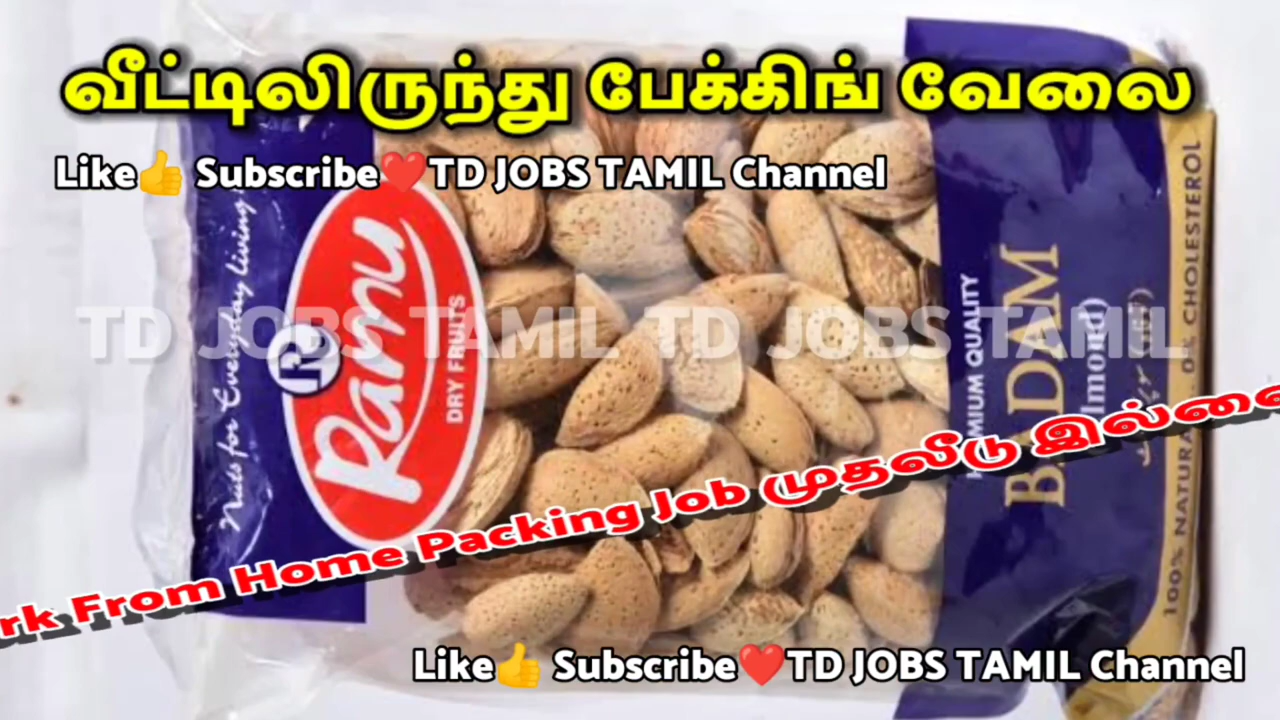 வீட்டிலிருந்து பேக்கிங் வேலை
Like👍 Subscribe❤️TD JOBS TAMIL Channel
Nuts for Everyday living
R
Ramu
DRY FRUITS
TD JOBS TAMIL TD JOBS TAMIL
PREMIUM QUALITY
BADAM
(Almond)
100% NATURAL. 0% CHOLESTEROL
rk From Home Packing Job முதலீடு இல்லை
Like👍 Subscribe❤️TD JOBS TAMIL Channel